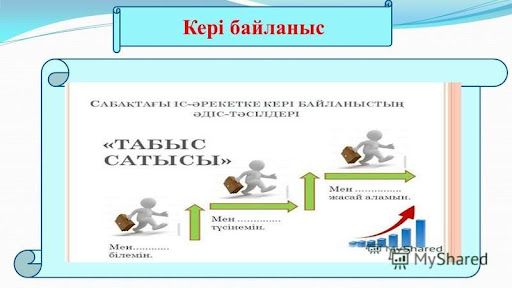 Кері байланыс
САБАҚТАҒЫ ІС-ӘРЕКЕТКЕ КЕРІ БАЙЛАНЫСТЫҢ
ӘДІС-ТӘСІЛДЕРІ
«ТАБЫС
САТЫСЫ»
Мен ...............
жасай аламын.
Мен ..............
түсінемін.
Мен............
білемін.
MyShared
MyShared